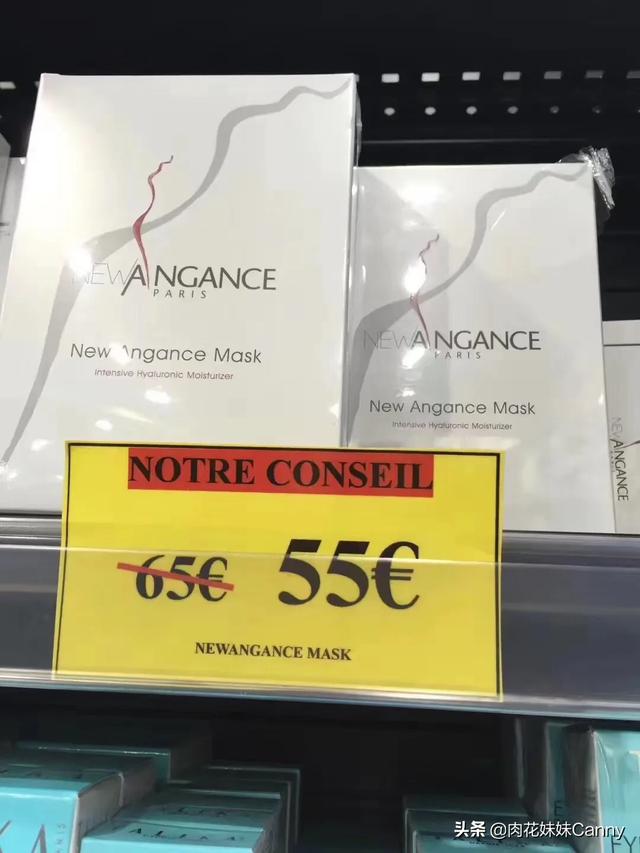 NEWANGANCE
PARIS
New Angance Mask
Intensive Hyaluronic Moisturizer
NEWANGANCE
PARIS
New Angance Mask
Intensive Hyaluronic Moisturizer
NEWANGANCE
NOTRE CONSEIL
65€ 55€
NEWANGANCE MASK
头条 @肉花妹妹Canny